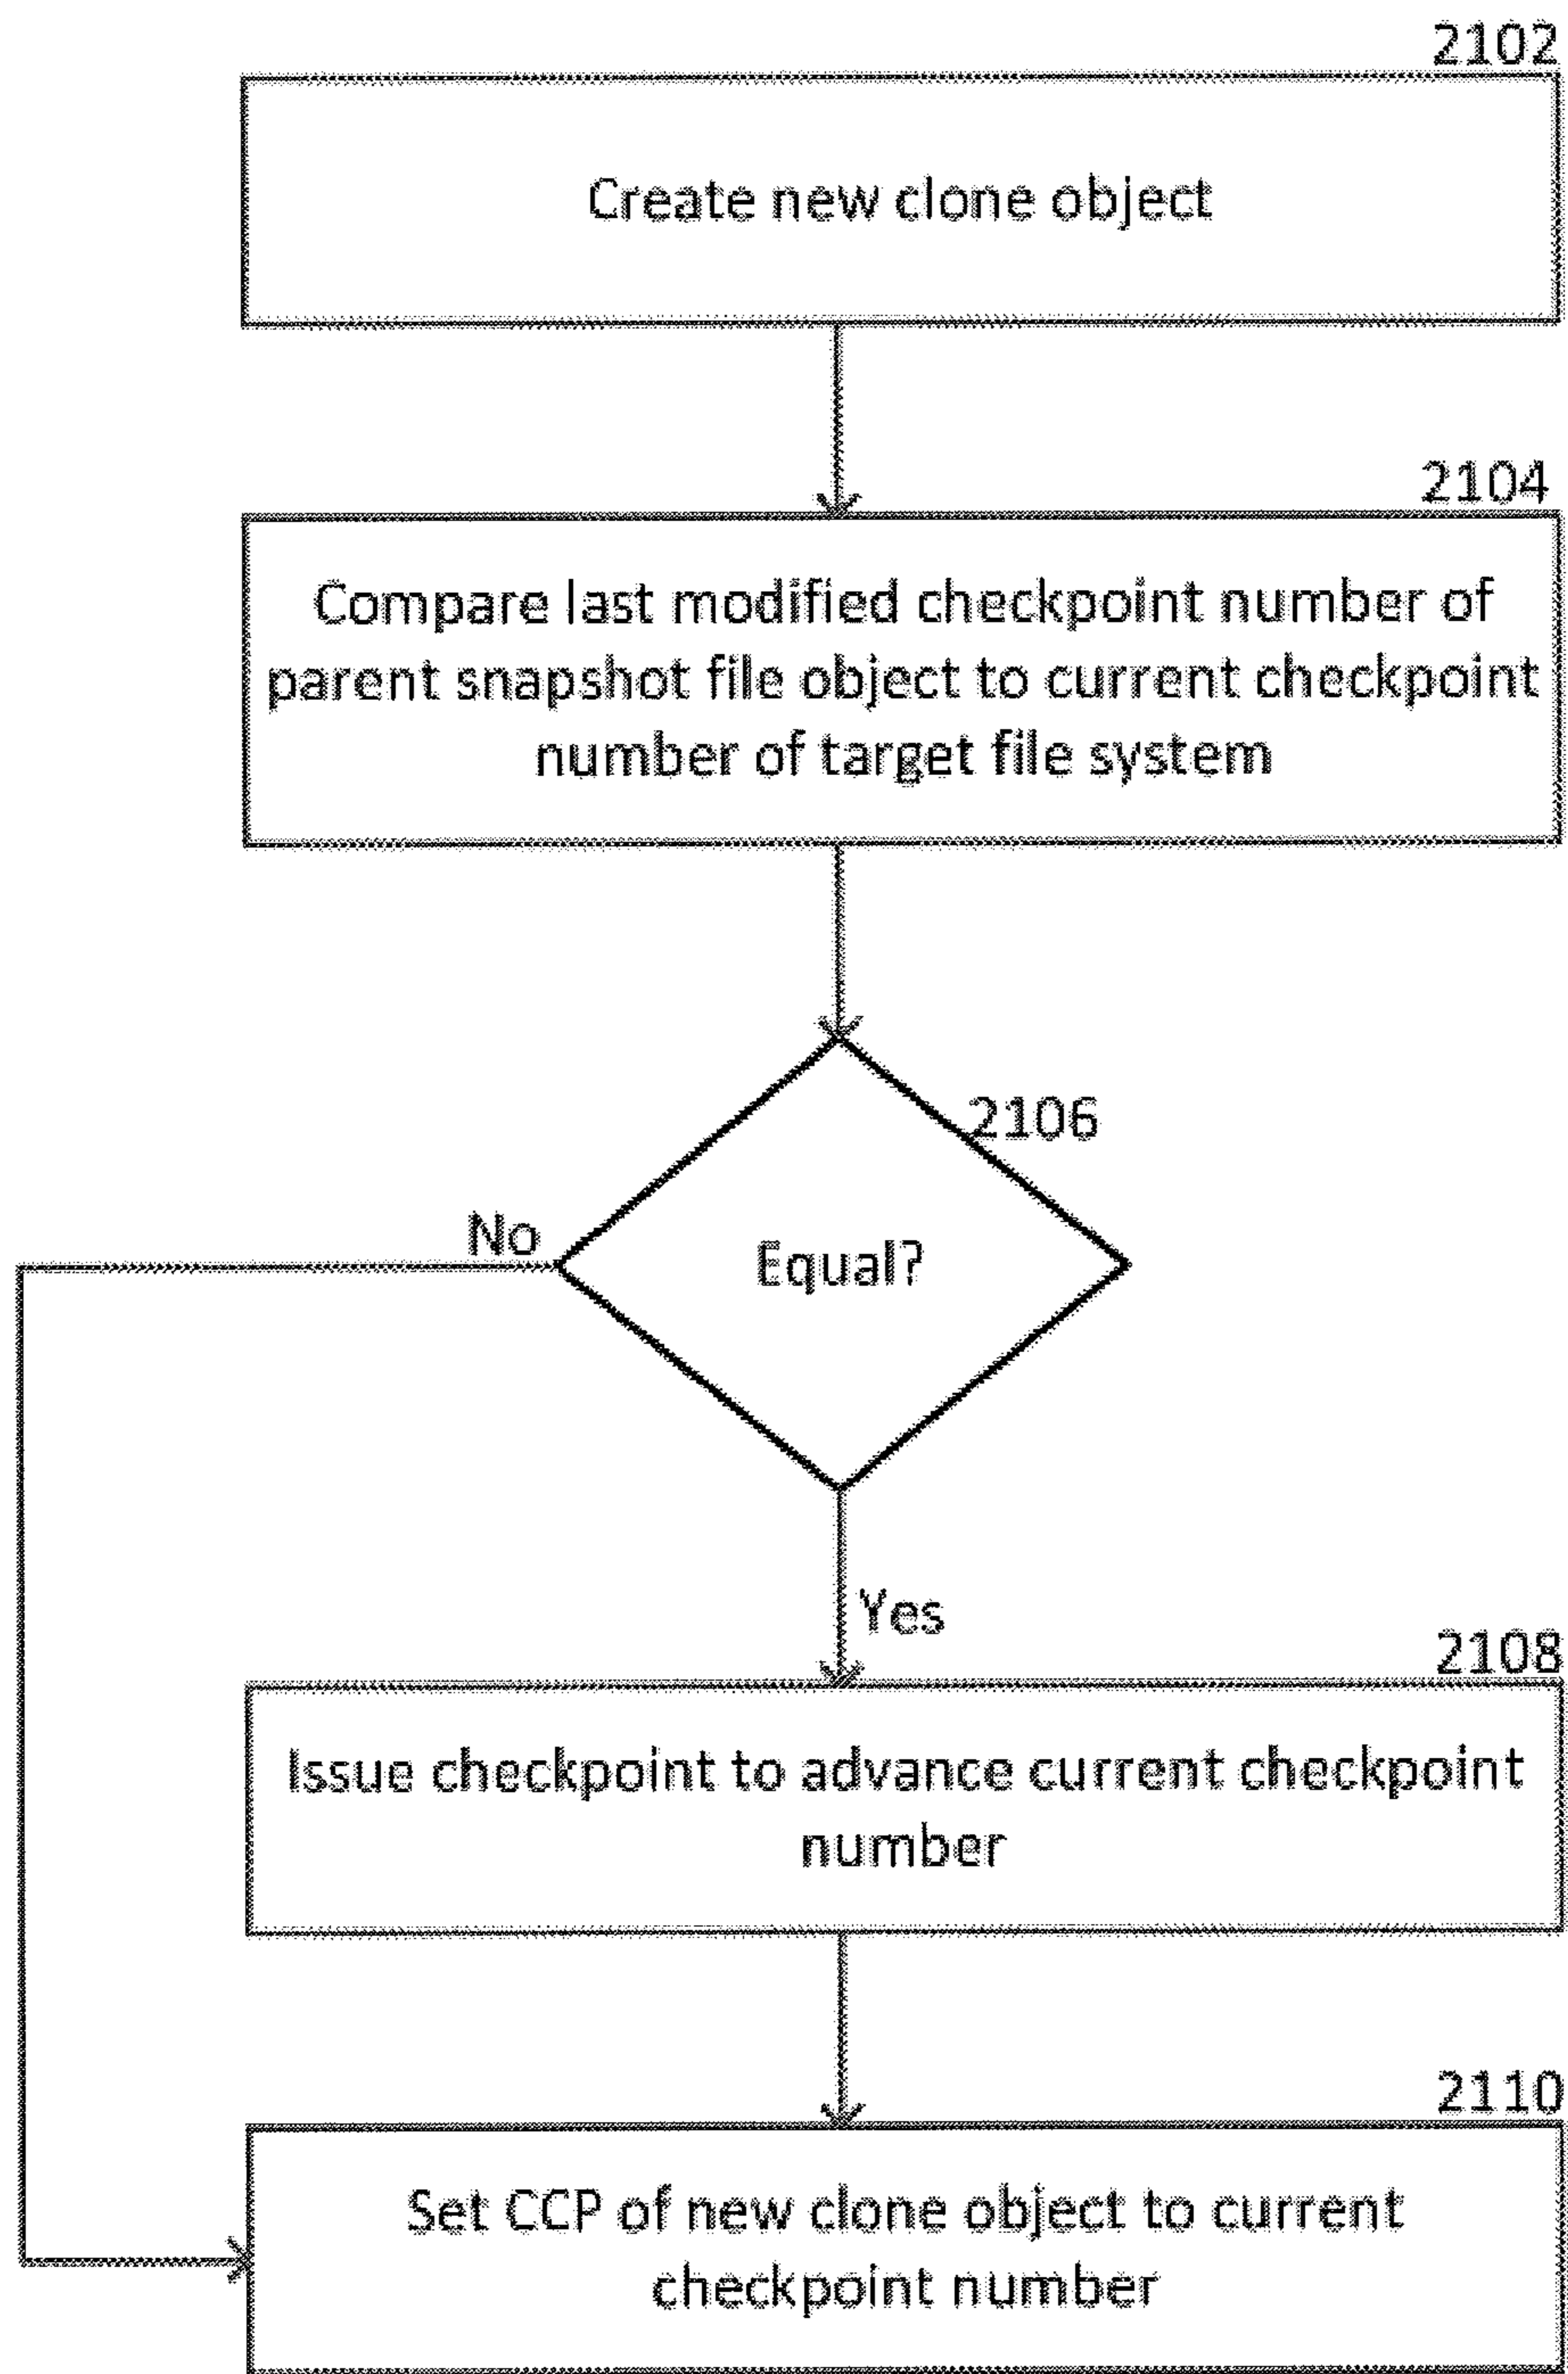 2102
Create new clone object
2104
Compare last modified checkpoint number of
parent snapshot file object to current checkpoint
number of target file system
2106
No
Equal?
Yes
2108
Issue checkpoint to advance current checkpoint
number
2110
Set CCP of new clone object to current
checkpoint number